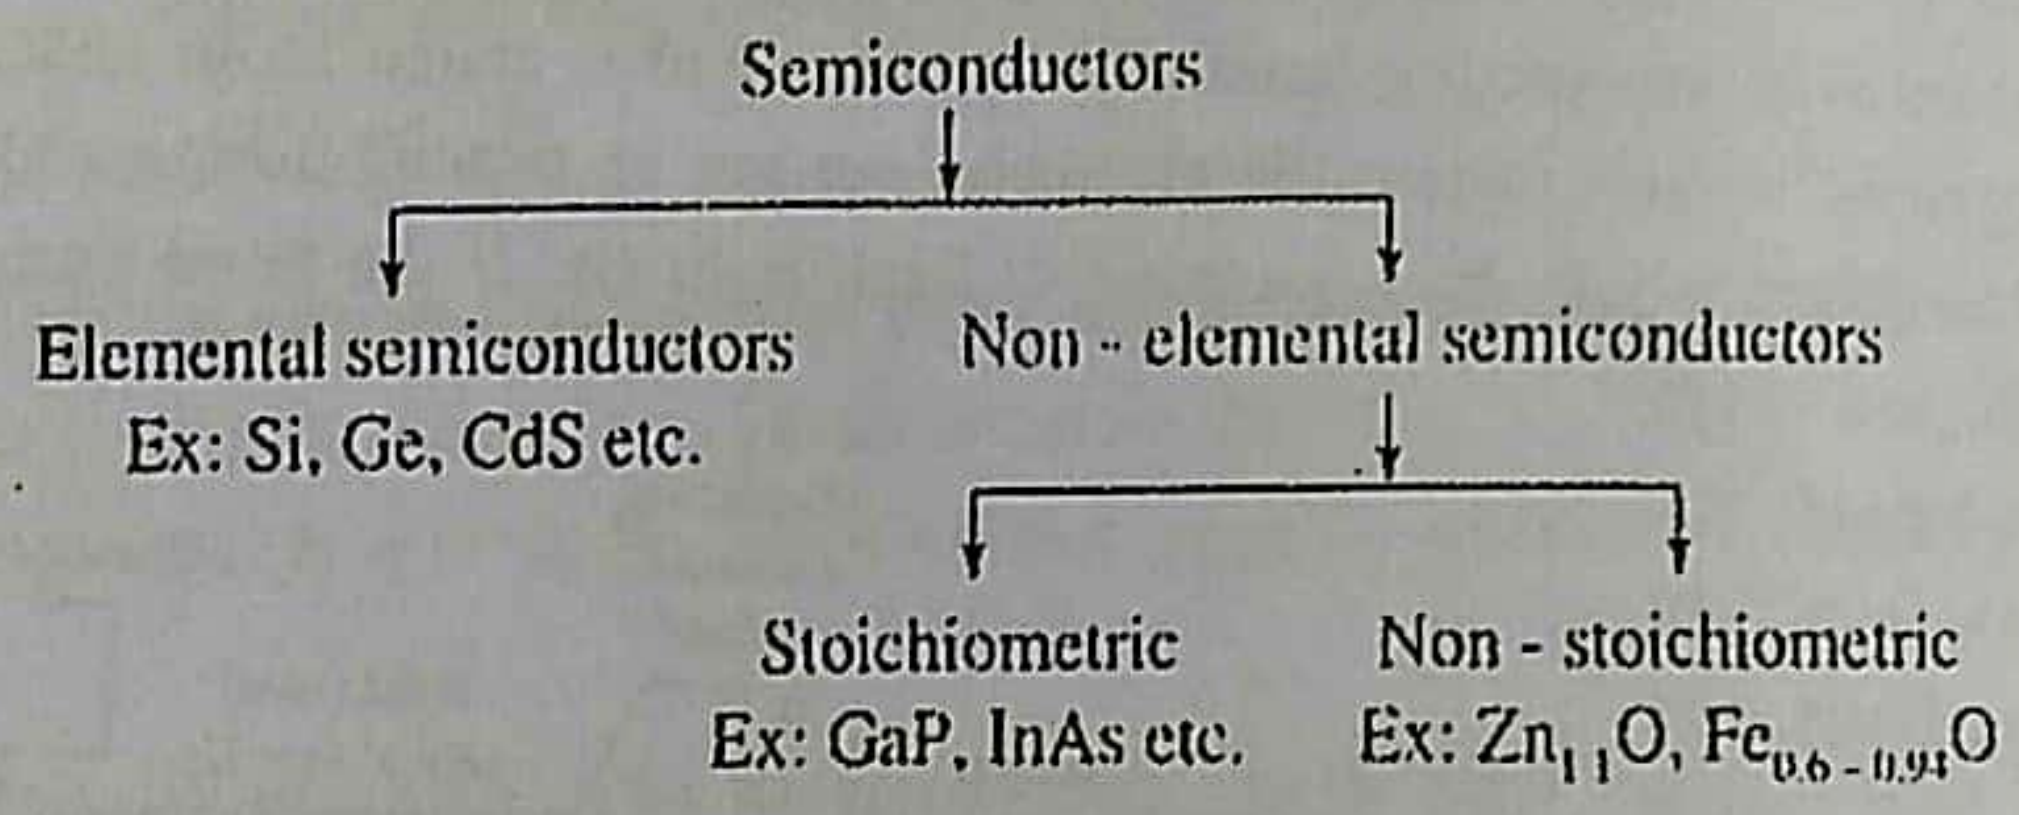 Semiconductors
Elemental semiconductors
Non - elemental semiconductors
Ex: Si, Ge, CdS etc.
Stoichiometric
Non - stoichiometric
Ex: GaP, InAs etc.
Ex: Zn₁.₁O, Fe₀.₆ ₋ ₀.₉₄O